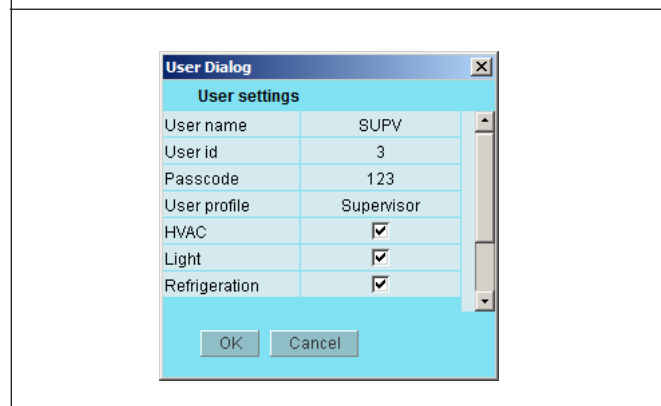 User Dialog
User settings
User name SUPV
User id 3
Passcode 123
User profile Supervisor
HVAC
Light
Refrigeration
OK Cancel